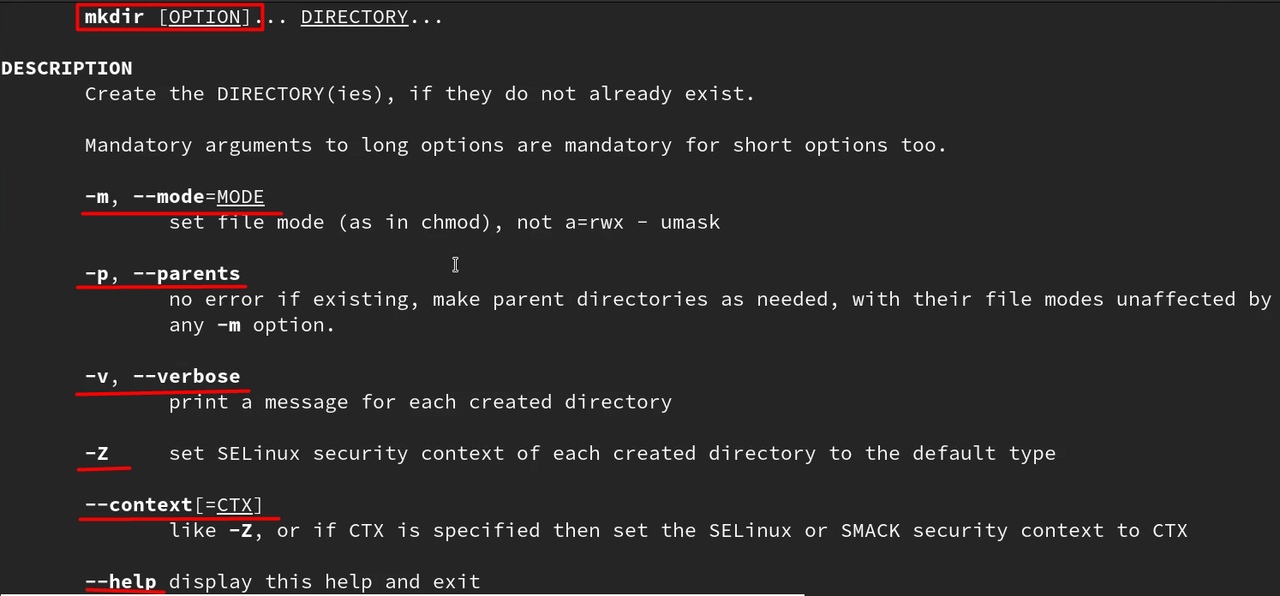 mkdir [OPTION]... DIRECTORY...
DESCRIPTION
Create the DIRECTORY(ies), if they do not already exist.
Mandatory arguments to long options are mandatory for short options too.
-m, --mode=MODE
set file mode (as in chmod), not a=rwx - umask
-p, --parents
no error if existing, make parent directories as needed, with their file modes unaffected by
any -m option.
-v, --verbose
print a message for each created directory
-Z set SELinux security context of each created directory to the default type
--context[=CTX]
like -Z, or if CTX is specified then set the SELinux or SMACK security context to CTX
--help display this help and exit